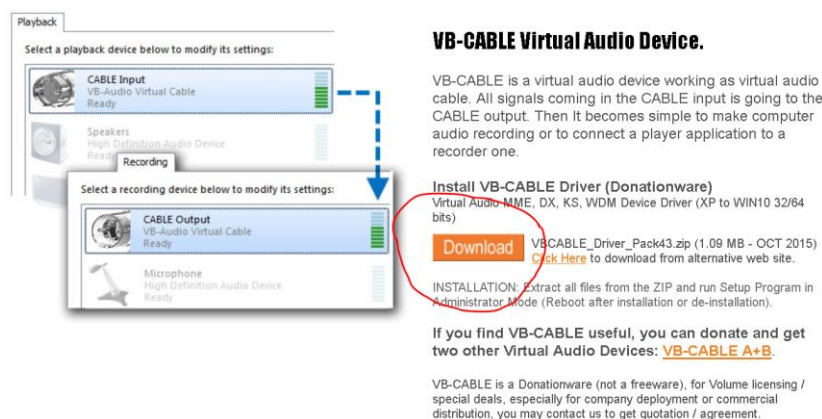 Playback
Select a playback device below to modify its settings:
CABLE Input
VB-Audio Virtual Cable
Ready
Speakers
High Definition Audio Device
Ready
Recording
Select a recording device below to modify its settings:
CABLE Output
VB-Audio Virtual Cable
Ready
Microphone
High Definition Audio Device
Ready
VB-CABLE Virtual Audio Device.
VB-CABLE is a virtual audio device working as virtual audio
cable. All signals coming in the CABLE input is going to the
CABLE output. Then It becomes simple to make computer
audio recording or to connect a player application to a
recorder one.
Install VB-CABLE Driver (Donationware)
Virtual Audio MME, DX, KS, WDM Device Driver (XP to WIN10 32/64
bits)
Download
VBCABLE_Driver_Pack43.zip (1.09 MB - OCT 2015)
Click Here to download from alternative web site.
INSTALLATION: Extract all files from the ZIP and run Setup Program in
Administrator Mode (Reboot after installation or de-installation).
If you find VB-CABLE useful, you can donate and get
two other Virtual Audio Devices: VB-CABLE A+B.
VB-CABLE is a Donationware (not a freeware), for Volume licensing /
special deals, especially for company deployment or commercial
distribution, you may contact us to get quotation / agreement.